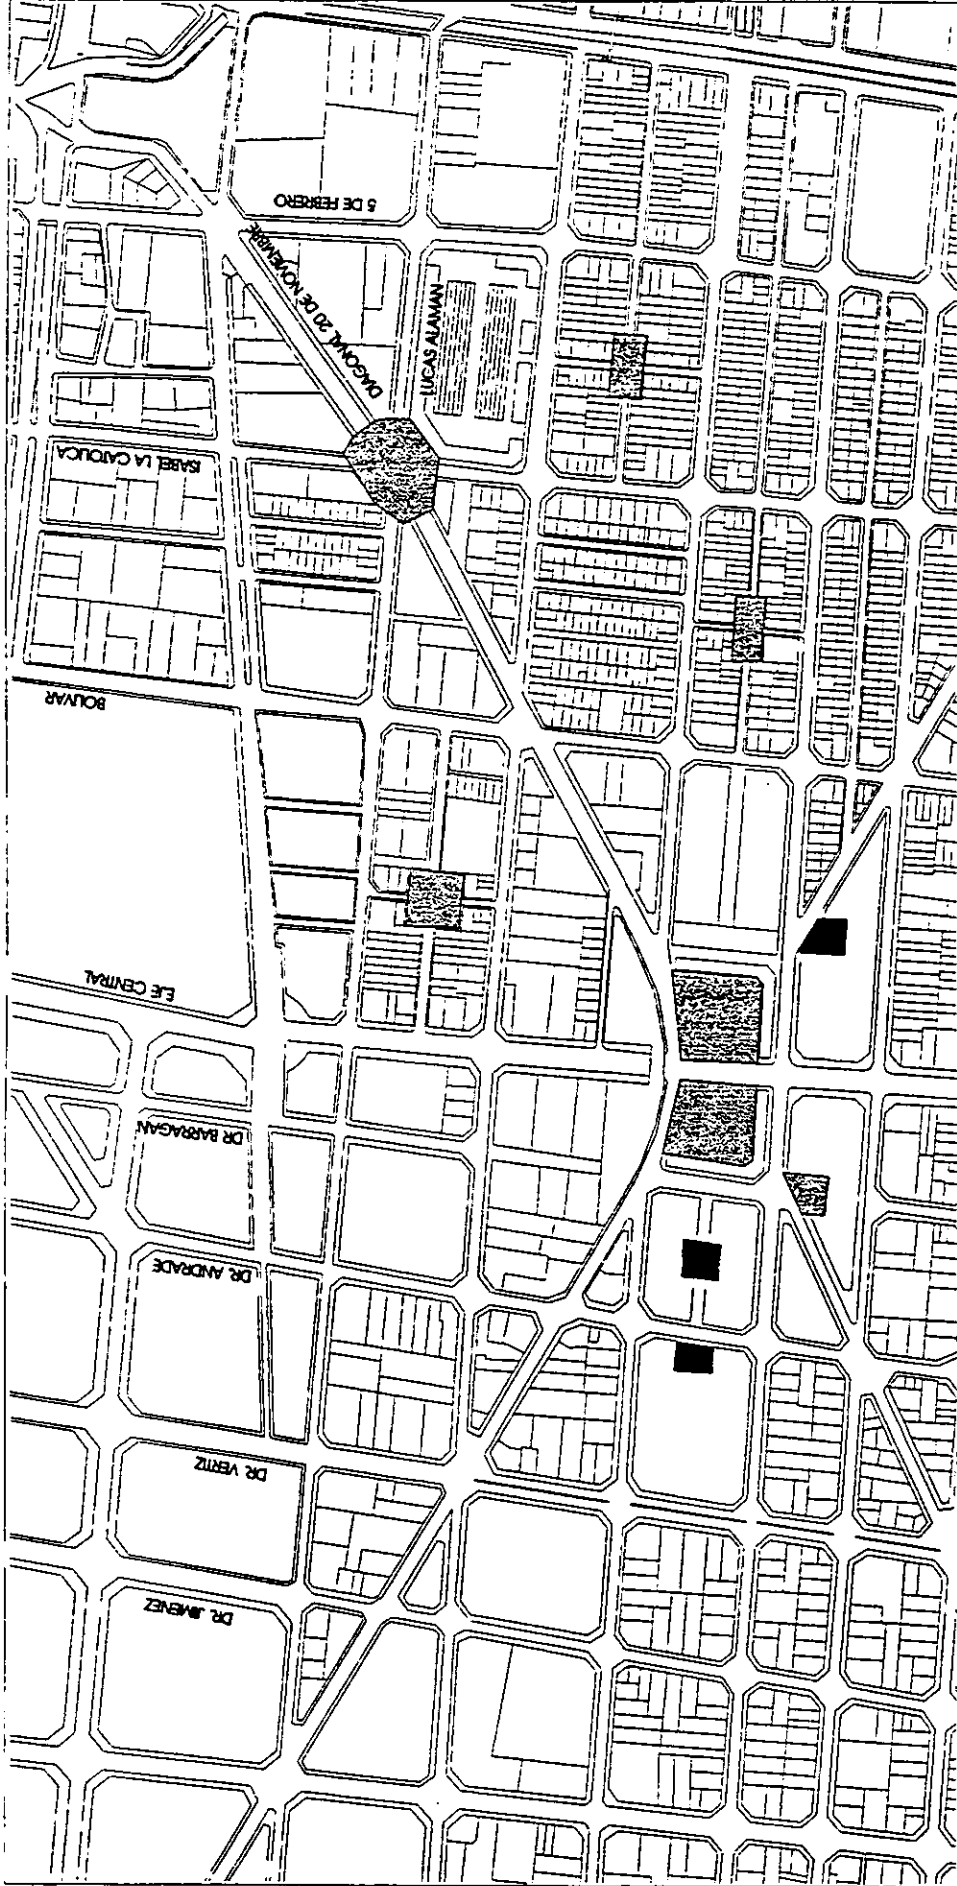 5 DE FEBRERO
DIAGONAL 20 DE NOVIEMBRE
LUCAS ALAMAN
ISABEL LA CATOLICA
BOLIVAR
EJE CENTRAL
DR BARRAGAN
DR. ANDRADE
DR. VERTIZ
DR. JIMENEZ